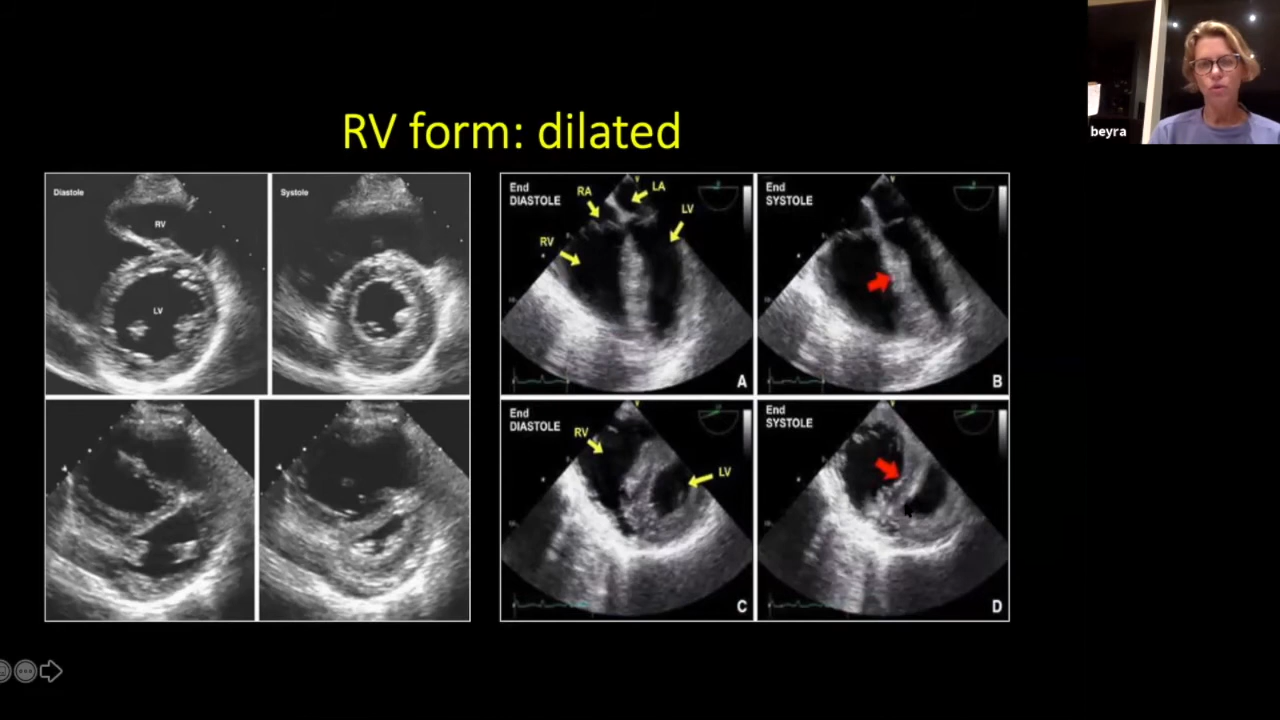 RV form: dilated
beyra
Diastole
RV
LV
Systole
End
DIASTOLE
RA
LA
LV
RV
A
End
SYSTOLE
B
End
DIASTOLE
RV
LV
C
End
SYSTOLE
D